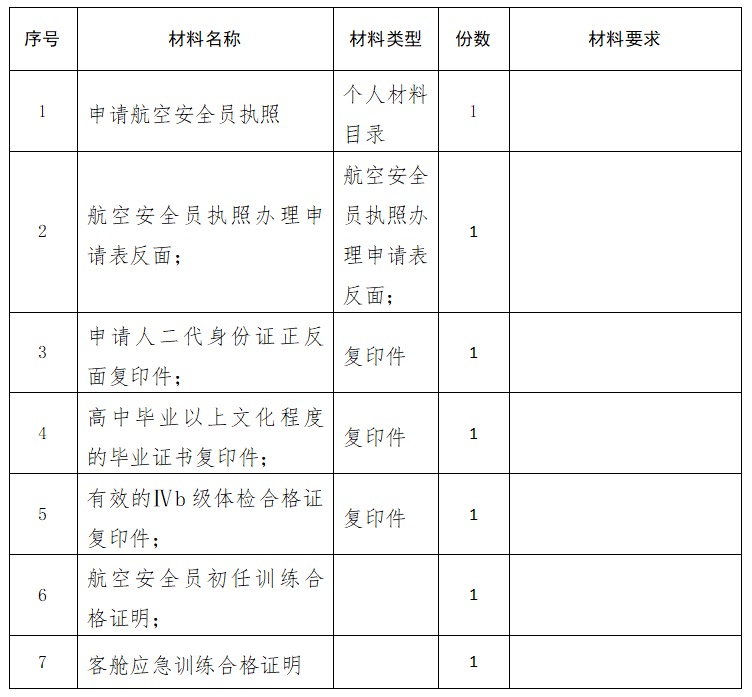 序号 材料名称 材料类型 份数 材料要求
1 申请航空安全员执照 个人材料
目录 1
2 航空安全员执照办理申
请表反面； 航空安全
员执照办
理申请表
反面； 1
3 申请人二代身份证正反
面复印件； 复印件 1
4 高中毕业以上文化程度
的毕业证书复印件； 复印件 1
5 有效的Ⅳb 级体检合格证
复印件； 复印件 1
6 航空安全员初任训练合
格证明； 1
7 客舱应急训练合格证明 1